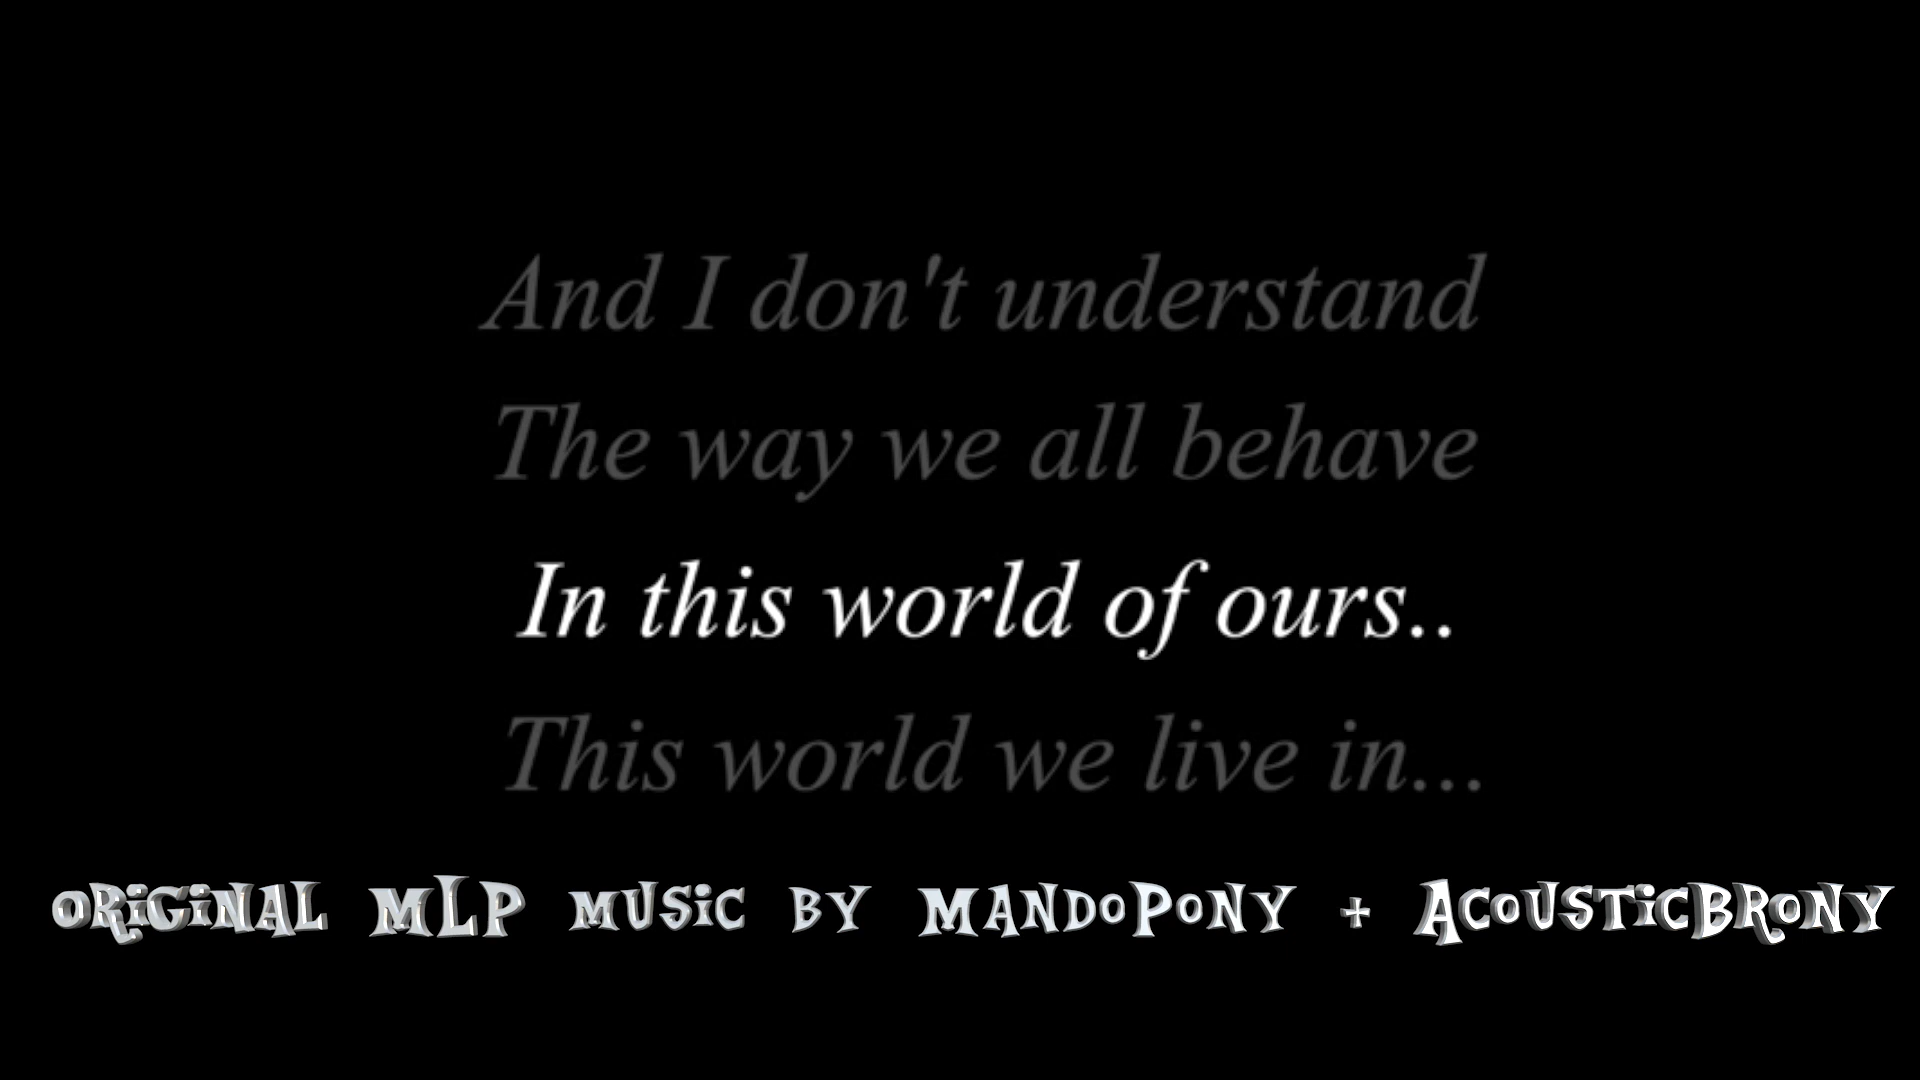 And I don't understand
The way we all behave
In this world of ours..
This world we live in...
ORiGiNAL MLP MUSiC BY MANDOPONY + ACOUSTiCBRONY